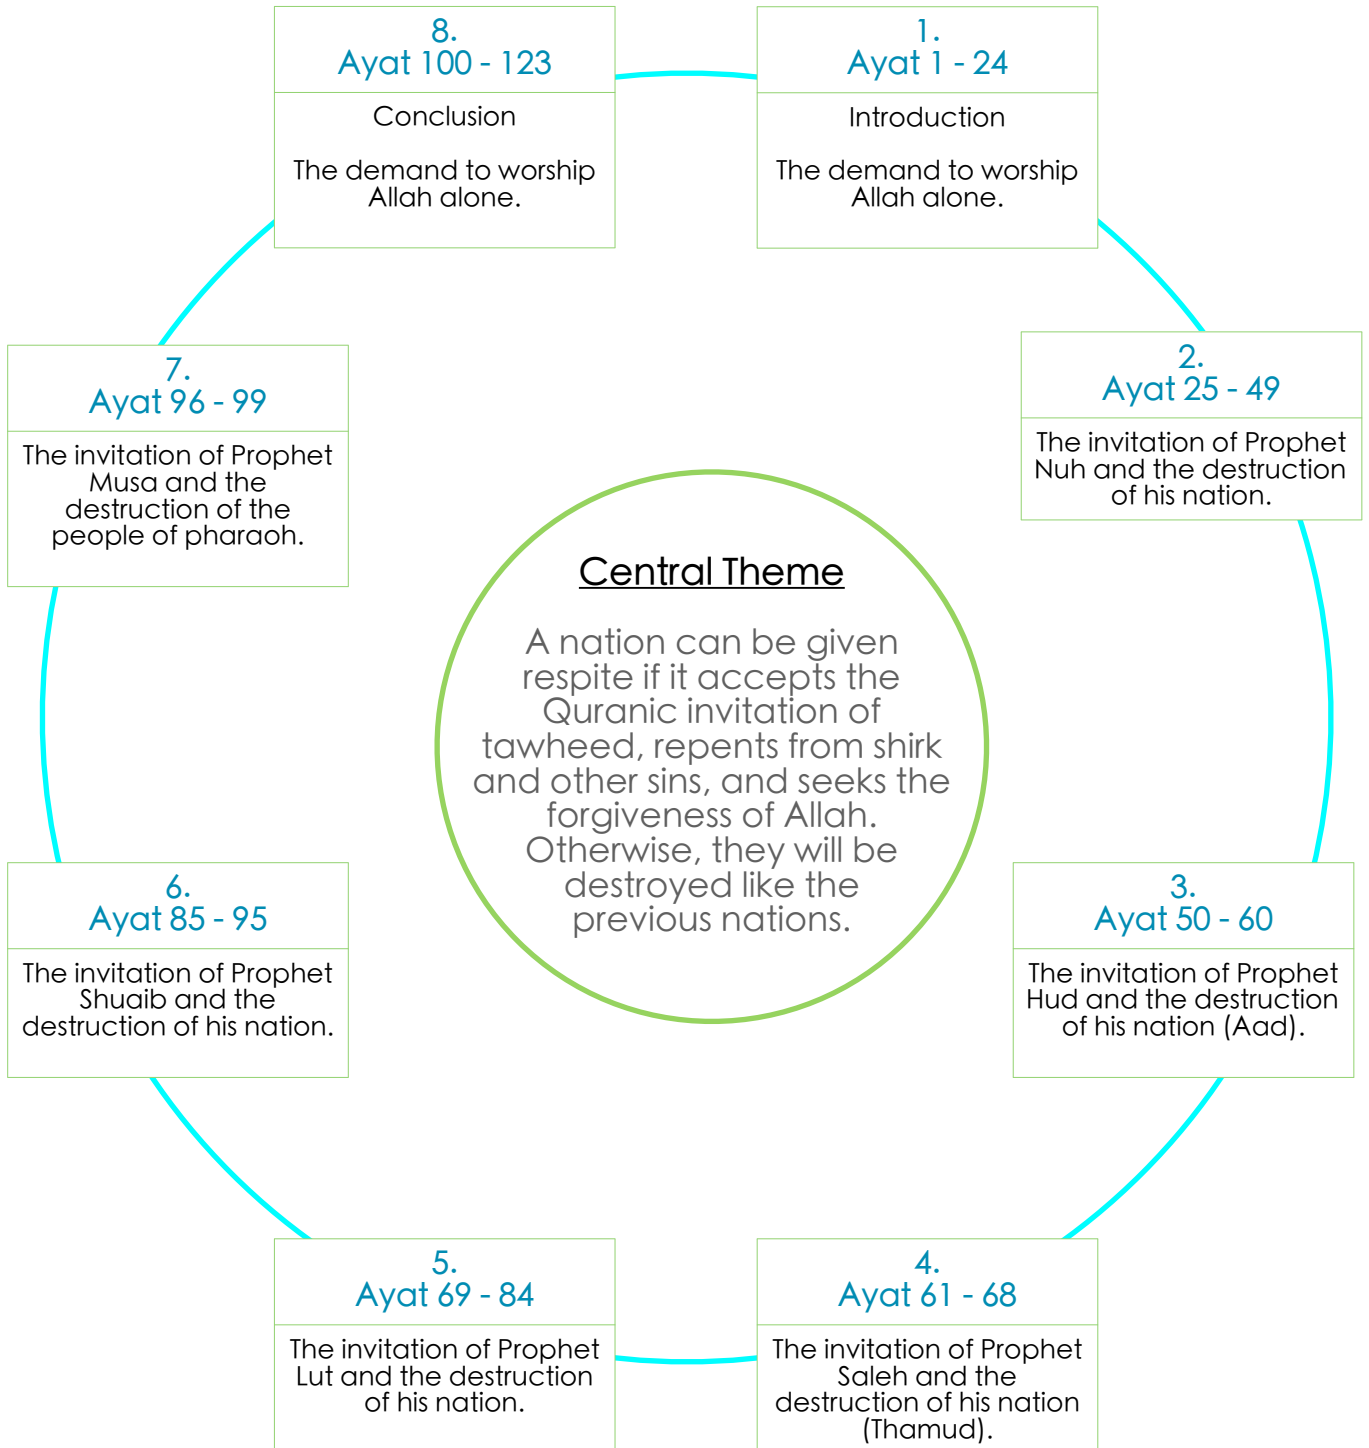 1.
Ayat 1 - 24
Introduction
The demand to worship
Allah alone.
2.
Ayat 25 - 49
The invitation of Prophet
Nuh and the destruction
of his nation.
3.
Ayat 50 - 60
The invitation of Prophet
Hud and the destruction
of his nation (Aad).
4.
Ayat 61 - 68
The invitation of Prophet
Saleh and the
destruction of his nation
(Thamud).
5.
Ayat 69 - 84
The invitation of Prophet
Lut and the destruction
of his nation.
6.
Ayat 85 - 95
The invitation of Prophet
Shuaib and the
destruction of his nation.
7.
Ayat 96 - 99
The invitation of Prophet
Musa and the
destruction of the
people of pharaoh.
8.
Ayat 100 - 123
Conclusion
The demand to worship
Allah alone.
Central Theme
A nation can be given
respite if it accepts the
Quranic invitation of
tawheed, repents from shirk
and other sins, and seeks the
forgiveness of Allah.
Otherwise, they will be
destroyed like the
previous nations.